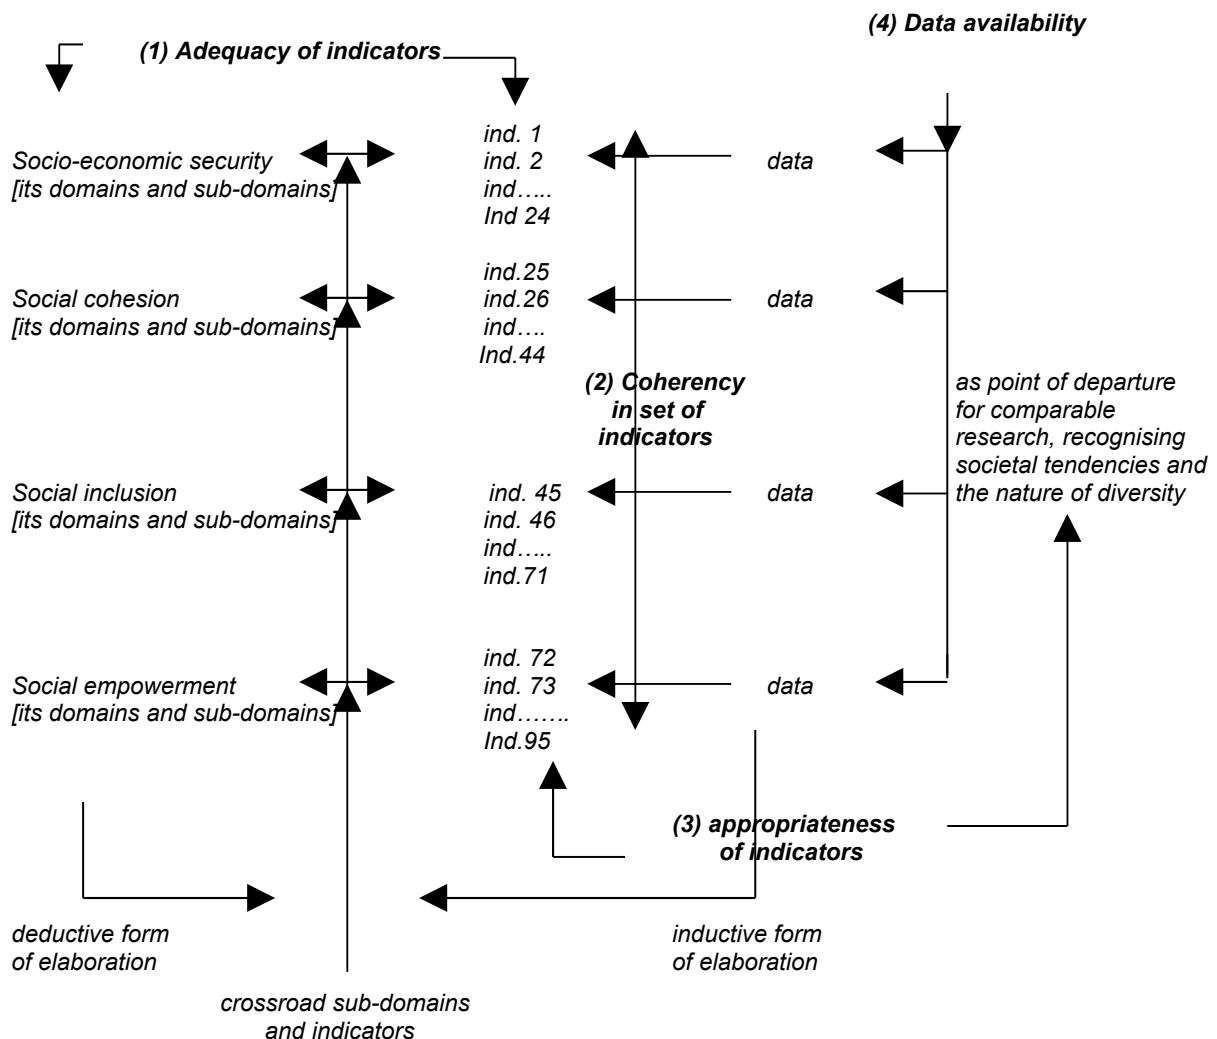 (4) Data availability
(1) Adequacy of indicators
ind. 1
Socio-economic security
ind. 2
data
[its domains and sub-domains]
ind…..
Ind 24
ind.25
Social cohesion
ind.26
data
[its domains and sub-domains]
ind….
Ind.44
(2) Coherency
in set of
indicators
as point of departure
for comparable
research, recognising
societal tendencies and
the nature of diversity
Social inclusion
ind. 45
data
[its domains and sub-domains]
ind. 46
ind…..
ind.71
ind. 72
Social empowerment
ind. 73
data
[its domains and sub-domains]
ind…….
Ind.95
(3) appropriateness
of indicators
deductive form
of elaboration
inductive form
of elaboration
crossroad sub-domains
and indicators